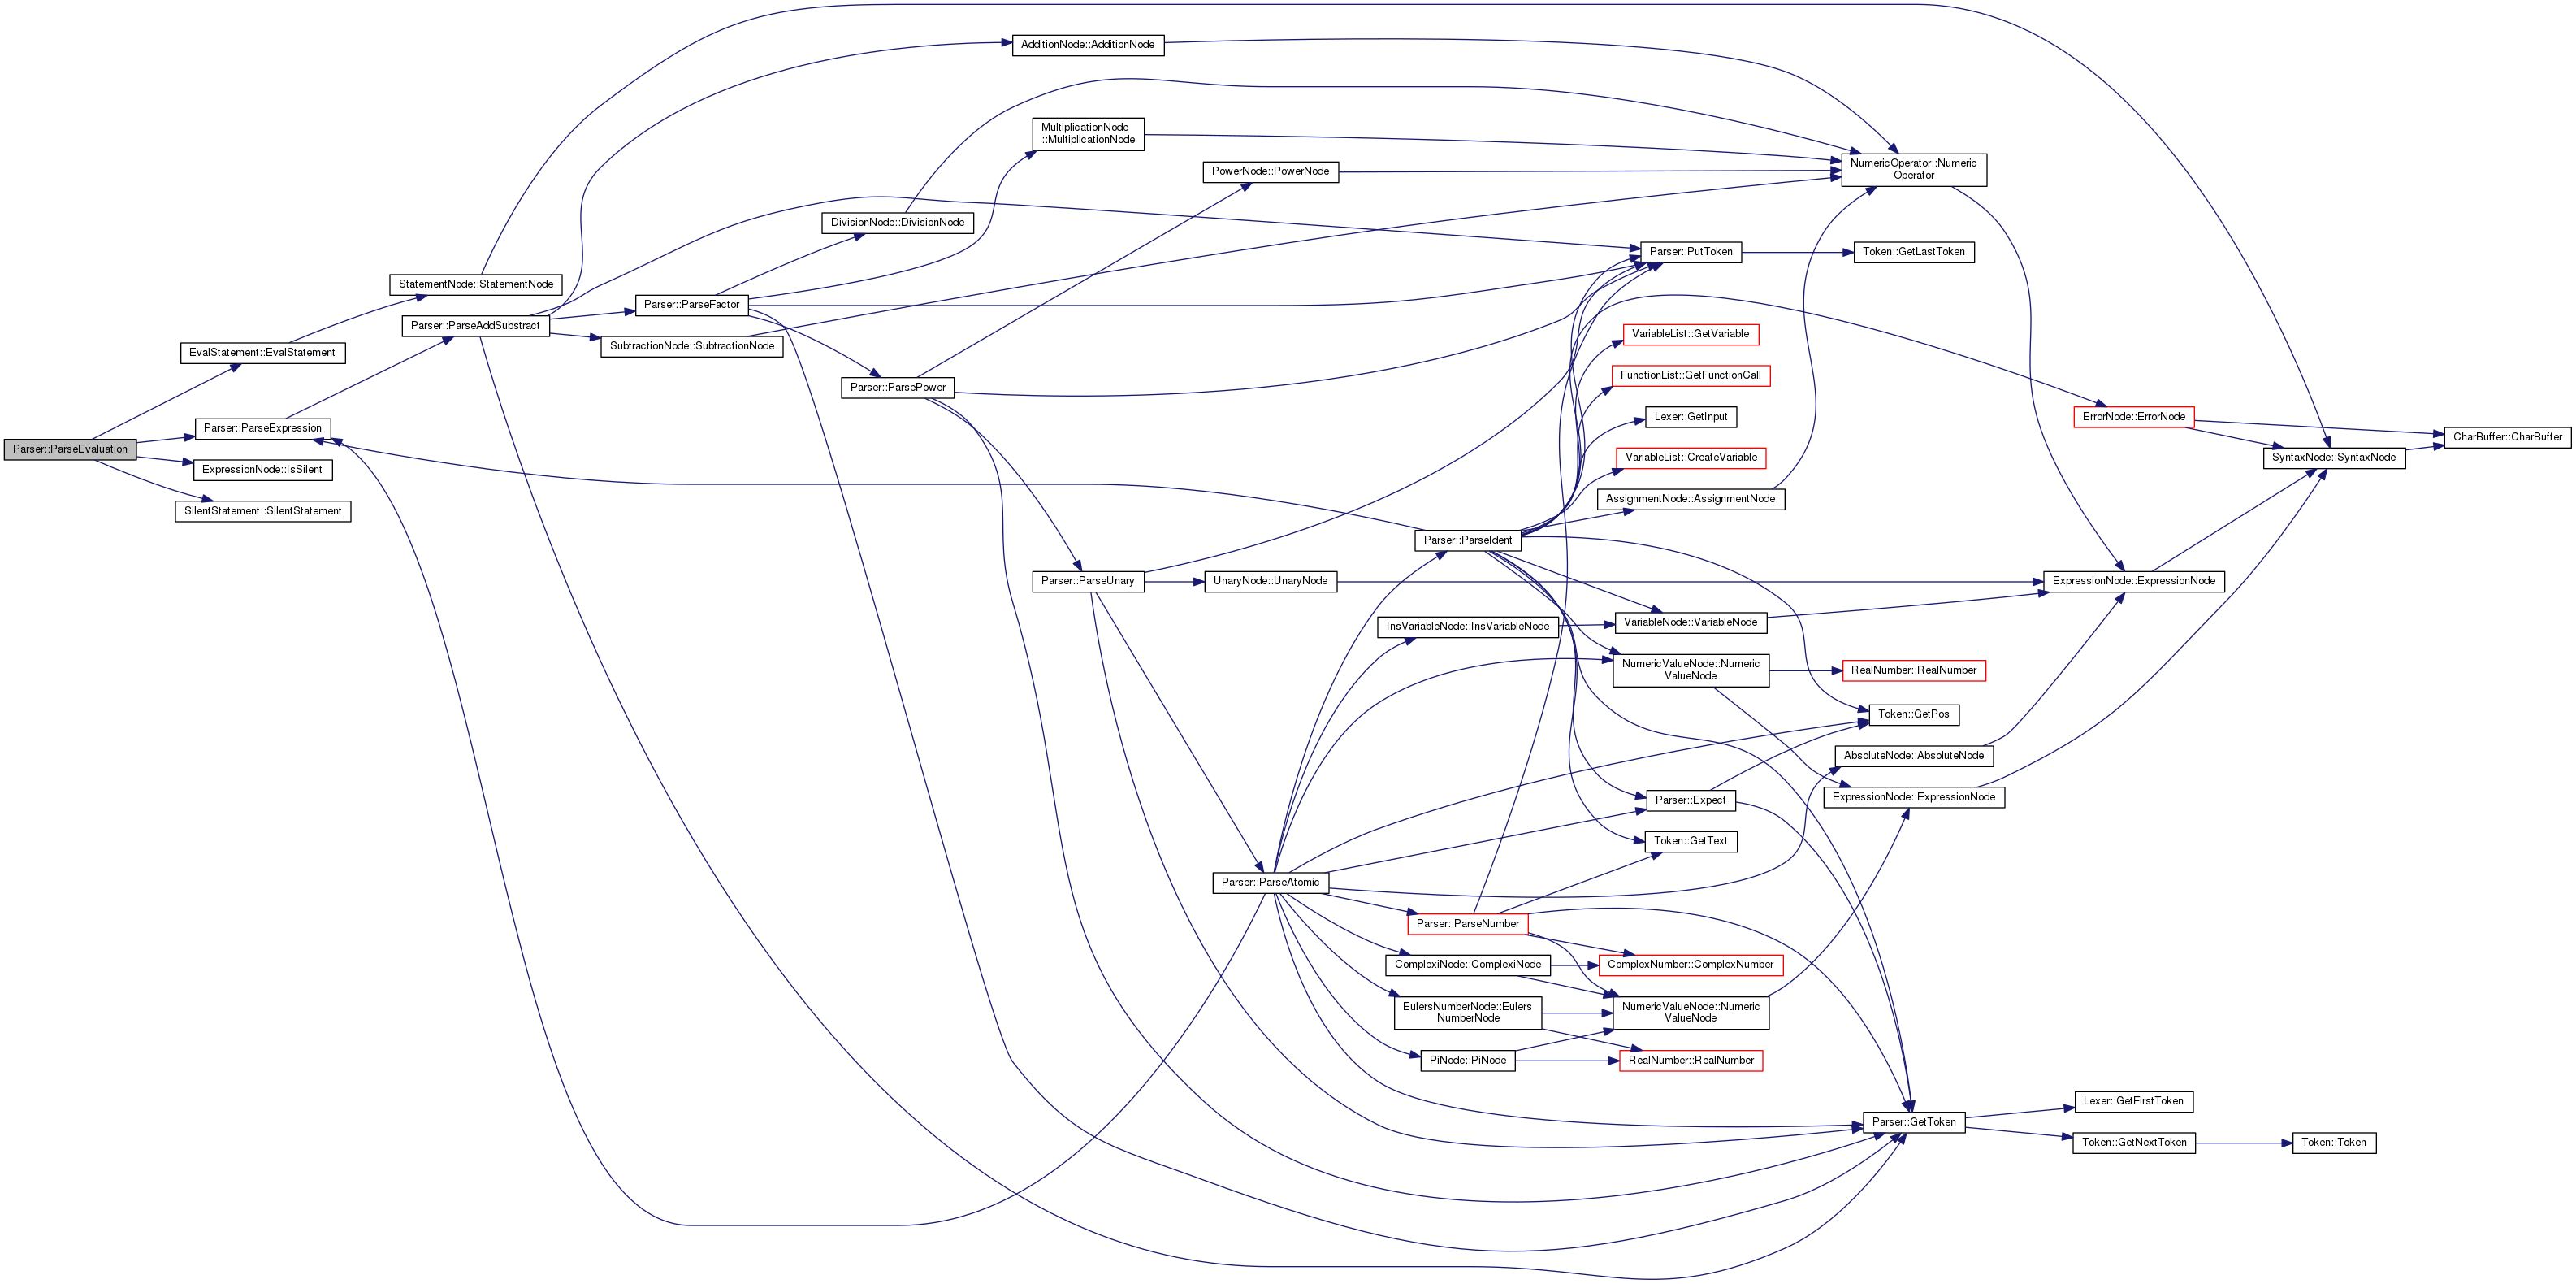 AdditionNode::AdditionNode
MultiplicationNode
::MultiplicationNode
NumericOperator::Numeric
Operator
PowerNode::PowerNode
DivisionNode::DivisionNode
Parser::PutToken
Token::GetLastToken
StatementNode::StatementNode
Parser::ParseFactor
Parser::ParseAddSubstract
SubtractionNode::SubtractionNode
VariableList::GetVariable
EvalStatement::EvalStatement
FunctionList::GetFunctionCall
Parser::ParsePower
Lexer::GetInput
ErrorNode::ErrorNode
Parser::ParseExpression
CharBuffer::CharBuffer
Parser::ParseEvaluation
VariableList::CreateVariable
SyntaxNode::SyntaxNode
ExpressionNode::IsSilent
AssignmentNode::AssignmentNode
SilentStatement::SilentStatement
Parser::ParseIdent
Parser::ParseUnary
UnaryNode::UnaryNode
ExpressionNode::ExpressionNode
InsVariableNode::InsVariableNode
VariableNode::VariableNode
NumericValueNode::Numeric
ValueNode
RealNumber::RealNumber
Token::GetPos
AbsoluteNode::AbsoluteNode
Parser::Expect
ExpressionNode::ExpressionNode
Token::GetText
Parser::ParseAtomic
Parser::ParseNumber
ComplexiNode::ComplexiNode
ComplexNumber::ComplexNumber
EulersNumberNode::Eulers
NumberNode
NumericValueNode::Numeric
ValueNode
PiNode::PiNode
RealNumber::RealNumber
Lexer::GetFirstToken
Parser::GetToken
Token::GetNextToken
Token::Token